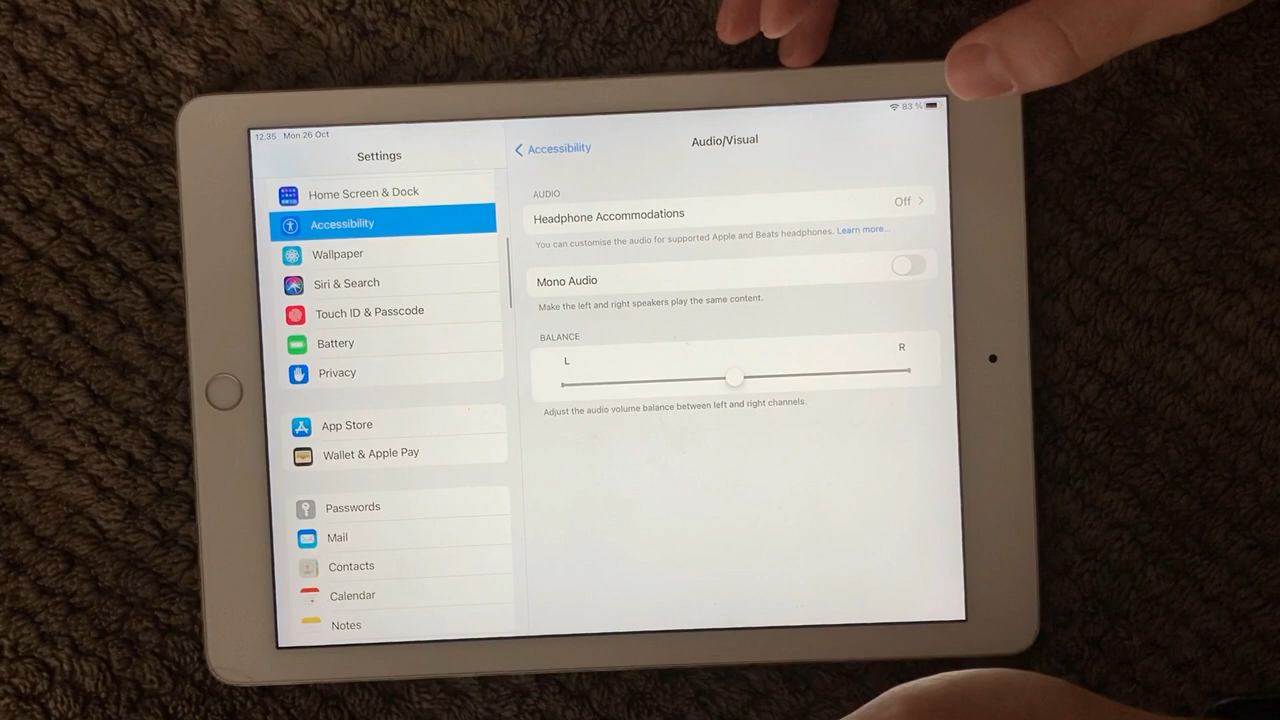 12.35 Mon 26 Oct
83 %
Settings
Home Screen & Dock
Accessibility
Wallpaper
Siri & Search
Touch ID & Passcode
Battery
Privacy
App Store
Wallet & Apple Pay
Passwords
Mail
Contacts
Calendar
Notes
Accessibility
Audio/Visual
AUDIO
Headphone Accommodations Off
You can customise the audio for supported Apple and Beats headphones. Learn more...
Mono Audio
Make the left and right speakers play the same content.
BALANCE
L R
Adjust the audio volume balance between left and right channels.